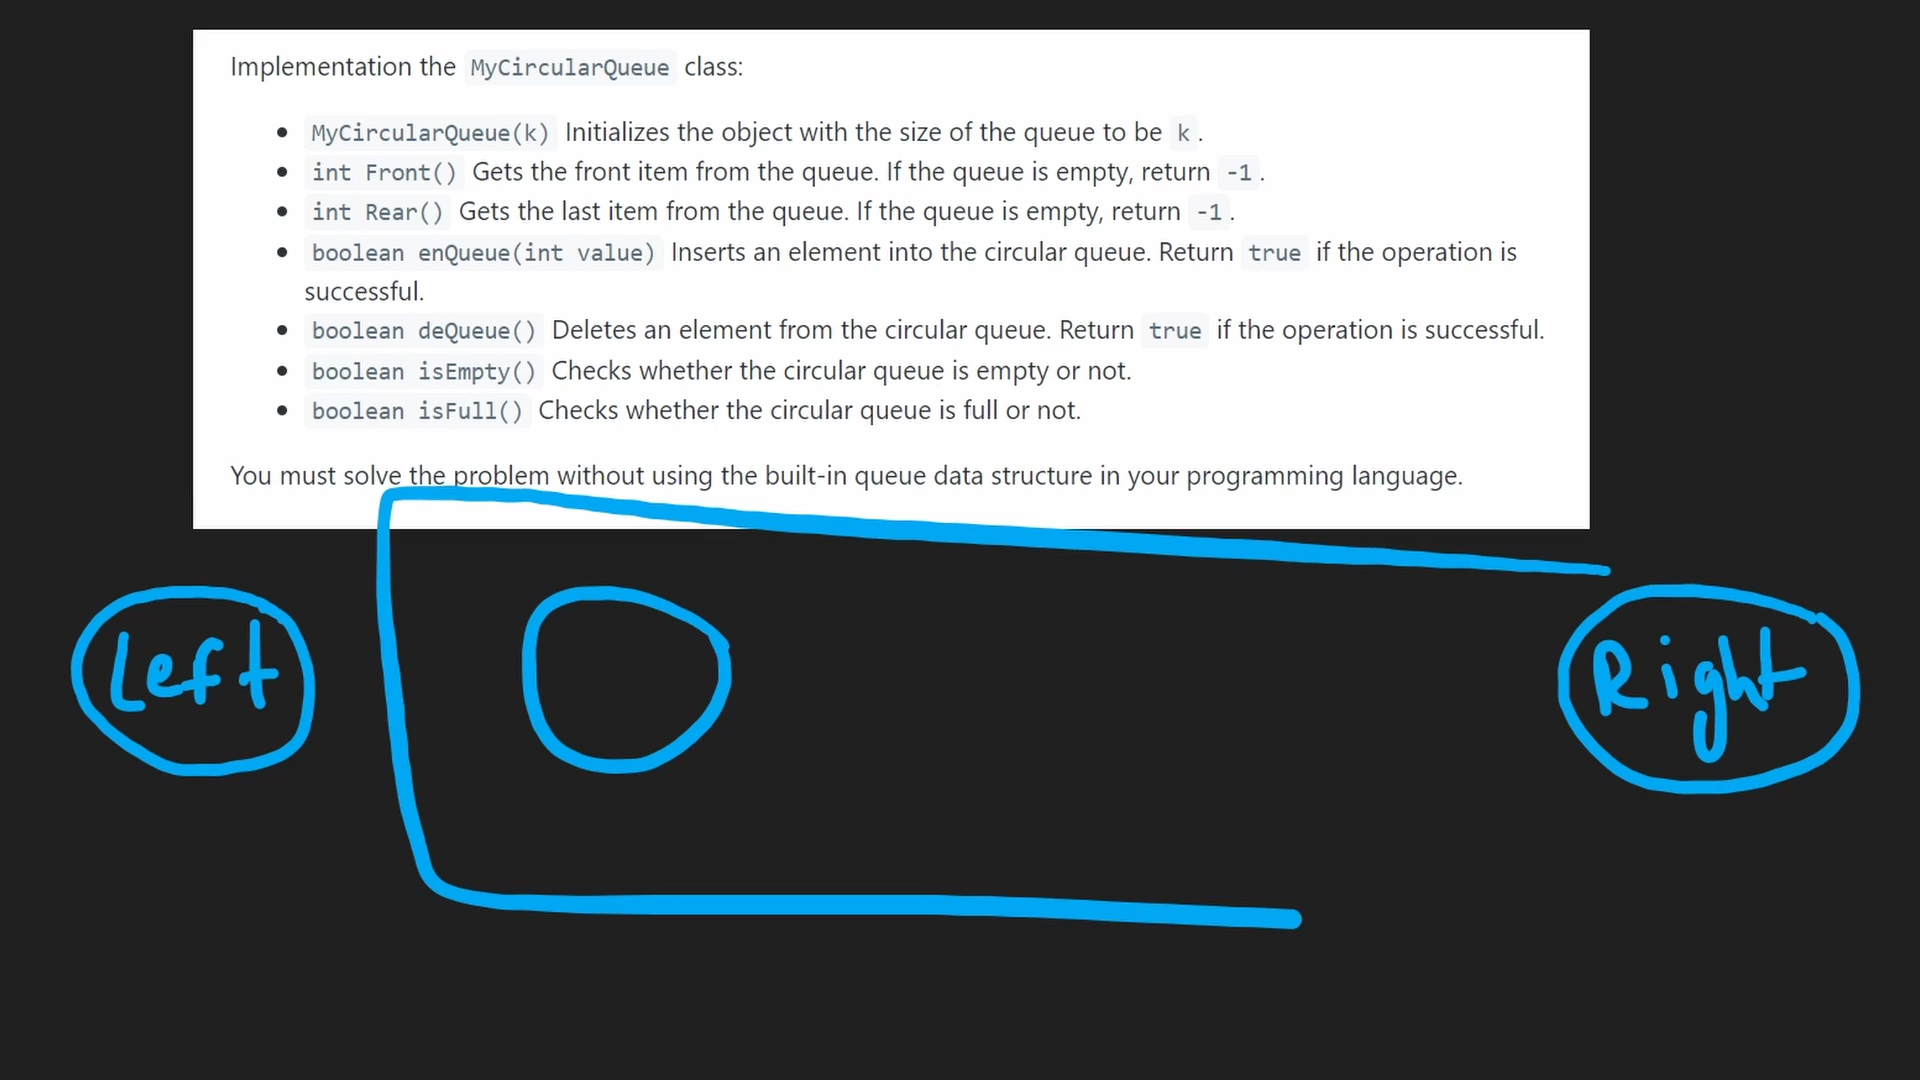 Implementation the MyCircularQueue class:
• MyCircularQueue(k) Initializes the object with the size of the queue to be k.
• int Front() Gets the front item from the queue. If the queue is empty, return -1.
• int Rear() Gets the last item from the queue. If the queue is empty, return -1.
• boolean enQueue(int value) Inserts an element into the circular queue. Return true if the operation is
successful.
• boolean deQueue() Deletes an element from the circular queue. Return true if the operation is successful.
• boolean isEmpty() Checks whether the circular queue is empty or not.
• boolean isFull() Checks whether the circular queue is full or not.
You must solve the problem without using the built-in queue data structure in your programming language.
Left
Right